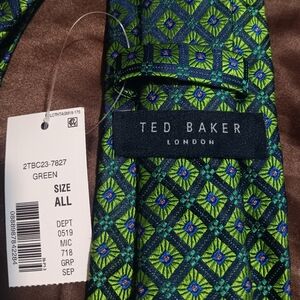 2TBC23-7827
GREEN
SIZE
ALL
DEPT
0519
MIC
718
GRP
SEP
TED BAKER
LONDON